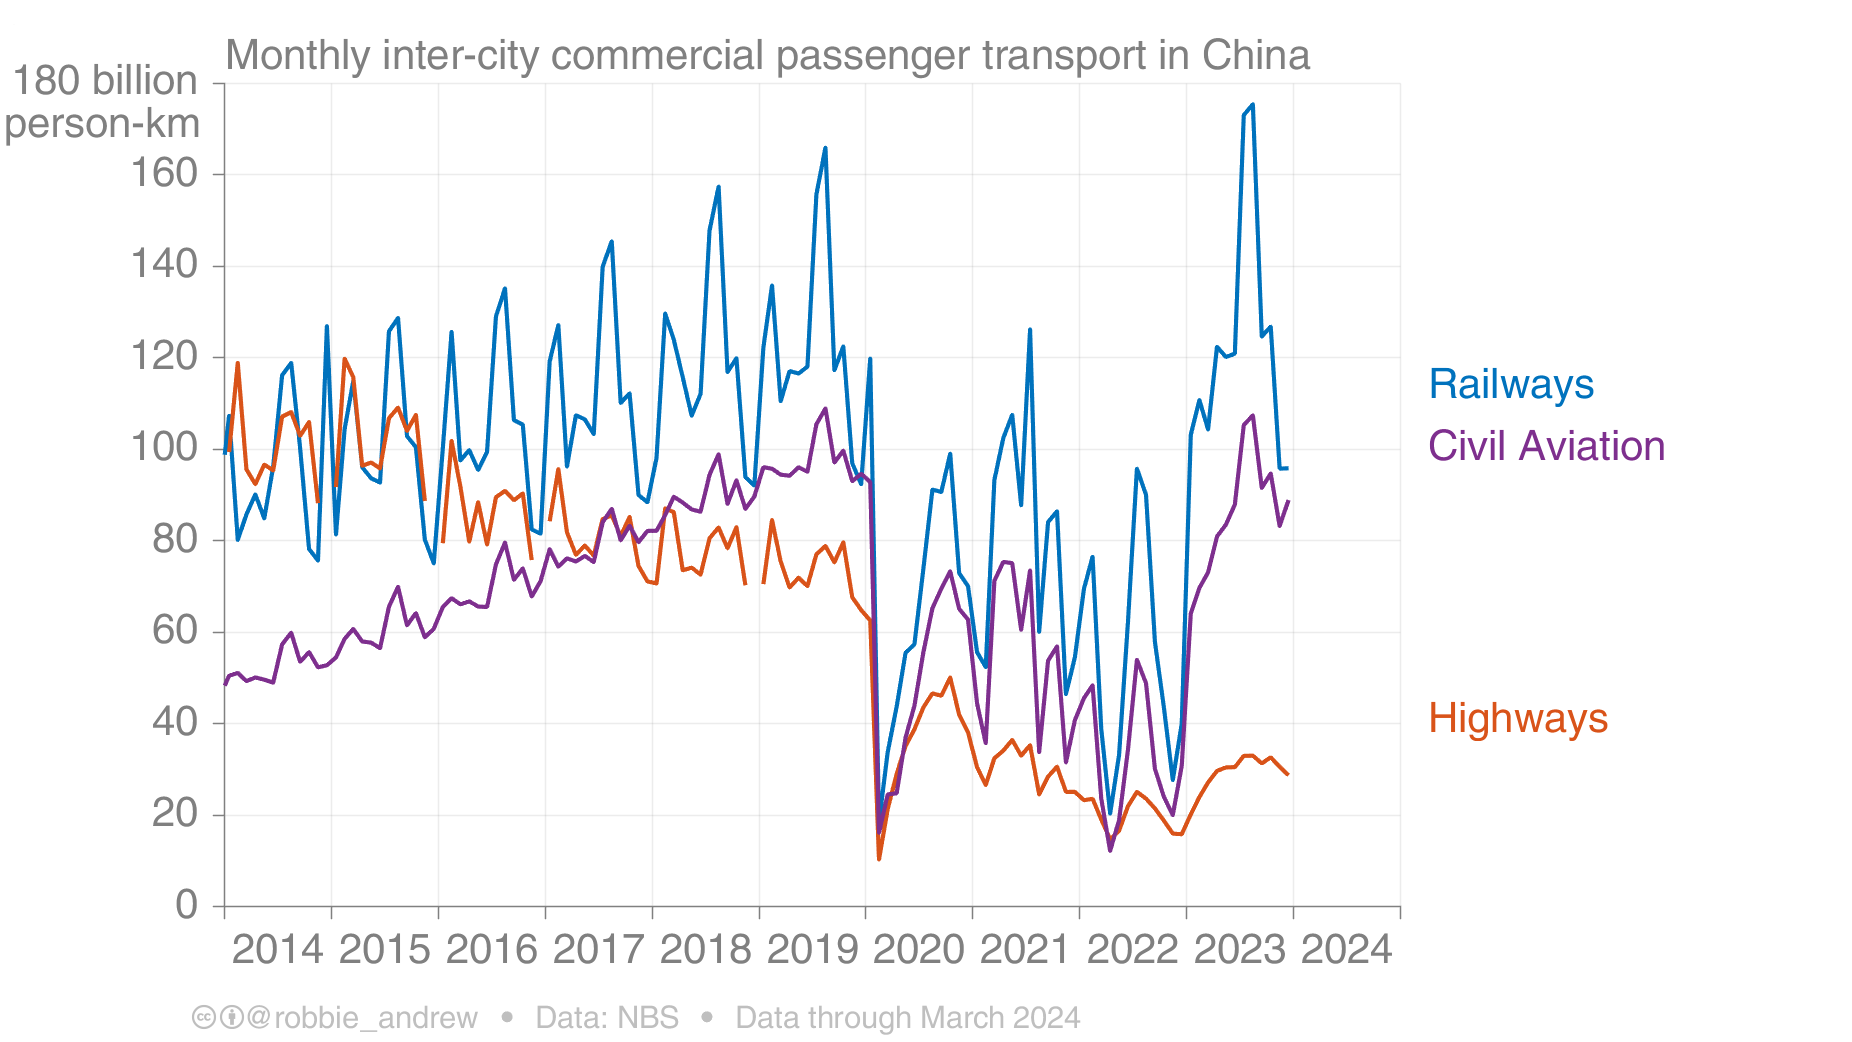 Monthly inter-city commercial passenger transport in China
180 billion
person-km
160
140
120
100
80
60
40
20
0
Railways
Civil Aviation
Highways
2014 2015 2016 2017 2018 2019 2020 2021 2022 2023 2024
@robbie_andrew • Data: NBS • Data through March 2024